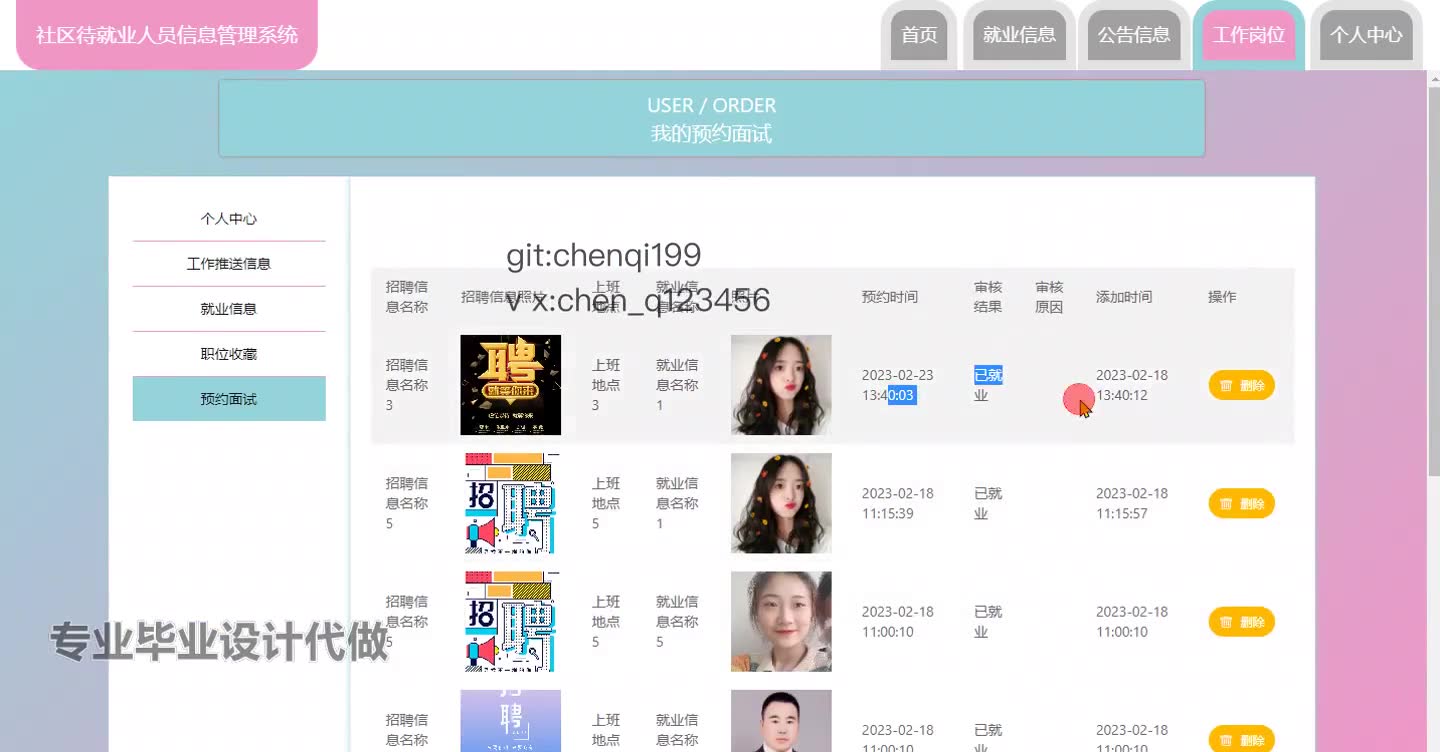 社区待就业人员信息管理系统
首页
就业信息
公告信息
工作岗位
个人中心
USER / ORDER
我的预约面试
个人中心
工作推送信息
就业信息
职位收藏
预约面试
git:chenqi199
v x:chen_q123456
招聘信
息名称
招聘信息照片
上班
地点
就业信
息名称
照片
预约时间
审核
结果
审核
原因
添加时间
操作
招聘信
息名称
3
聘
上班
地点
3
就业信
息名称
1
2023-02-23
13:40:03
已就
业
2023-02-18
13:40:12
删除
招聘信
息名称
5
招聘
上班
地点
5
就业信
息名称
1
2023-02-18
11:15:39
已就
业
2023-02-18
11:15:57
删除
招聘信
息名称
5
招聘
上班
地点
5
就业信
息名称
5
2023-02-18
11:00:10
已就
业
2023-02-18
11:00:10
删除
专业毕业设计代做
招聘信
息名称
招
聘
上班
地点
就业信
息名称
2023-02-18
11:00:10
已就
业
2023-02-18
11:00:10
删除